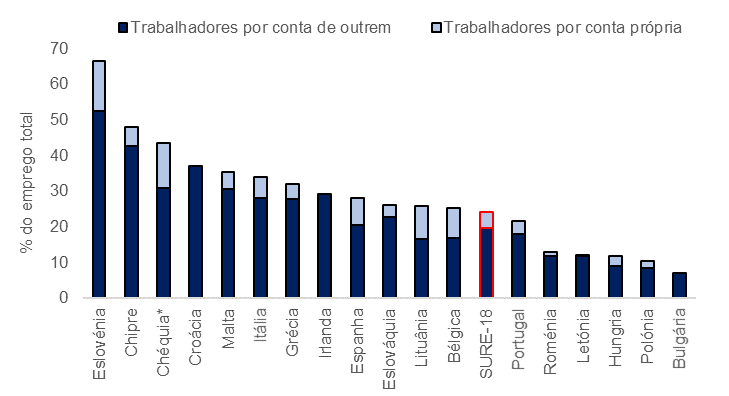 Trabalhadores por conta de outrem
Trabalhadores por conta própria
% do emprego total
70
60
50
40
30
20
10
0
Eslovénia
Chipre
Chéquia*
Croácia
Malta
Itália
Grécia
Irlanda
Espanha
Eslováquia
Lituânia
Bélgica
SURE-18
Portugal
Roménia
Letónia
Hungria
Polónia
Bulgária